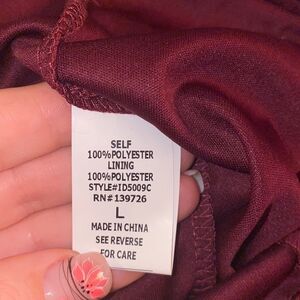 SELF
100%POLYESTER
LINING
100%POLYESTER
STYLE#ID5009C
RN#139726
L
MADE IN CHINA
SEE REVERSE
FOR CARE